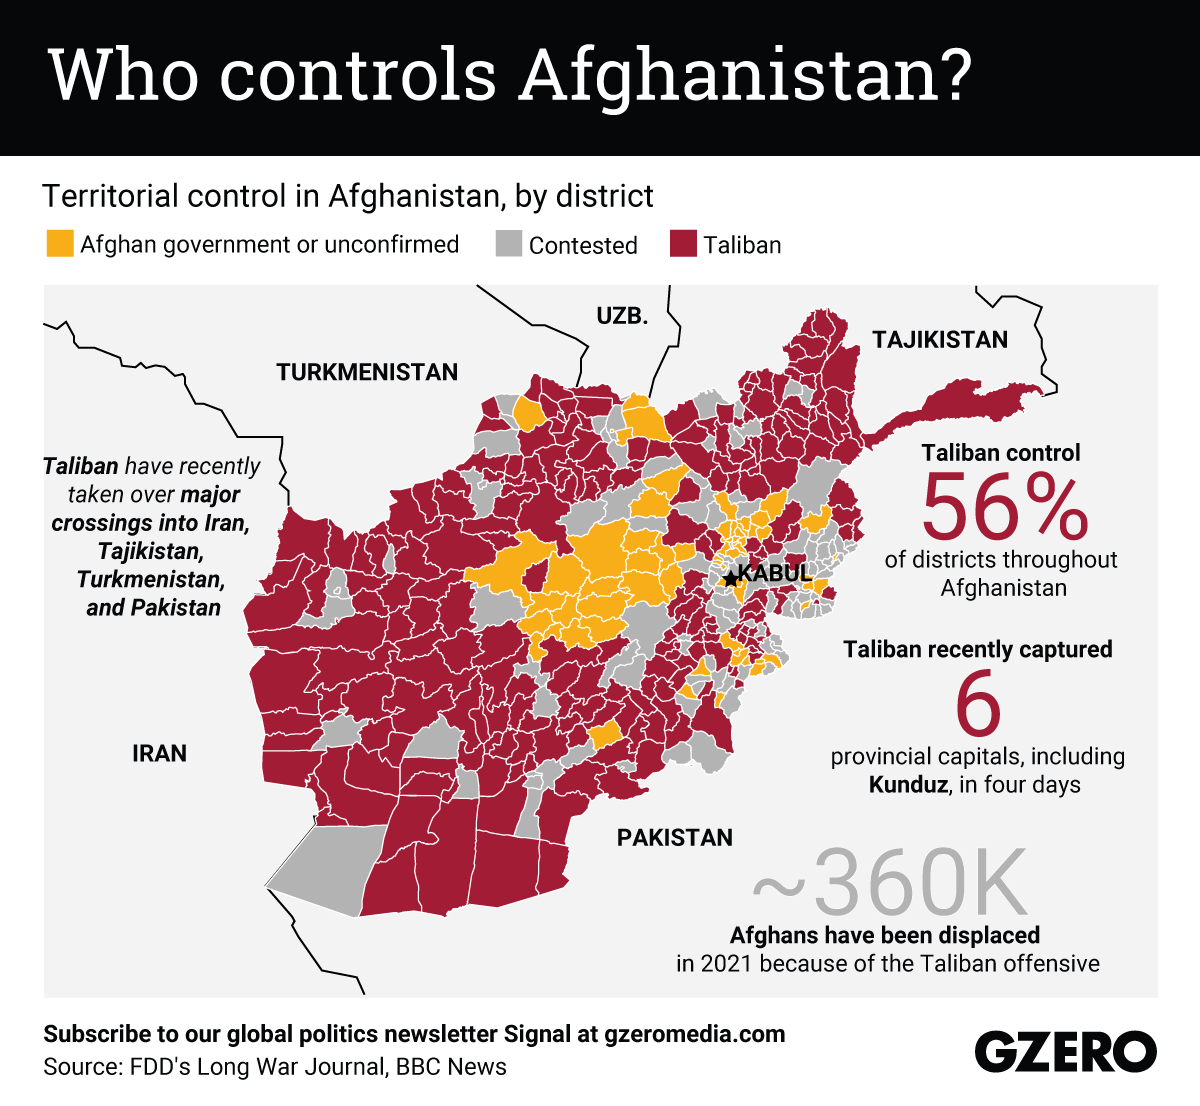 Who controls Afghanistan?
Territorial control in Afghanistan, by district
Afghan government or unconfirmed
Contested
Taliban
UZB.
TAJIKISTAN
TURKMENISTAN
Taliban have recently
taken over major
crossings into Iran,
Tajikistan,
Turkmenistan,
and Pakistan
Taliban control
56%
of districts throughout
Afghanistan
KABUL
Taliban recently captured
6
provincial capitals, including
Kunduz, in four days
IRAN
PAKISTAN
~360K
Afghans have been displaced
in 2021 because of the Taliban offensive
Subscribe to our global politics newsletter Signal at gzeromedia.com
Source: FDD's Long War Journal, BBC News
GZERO